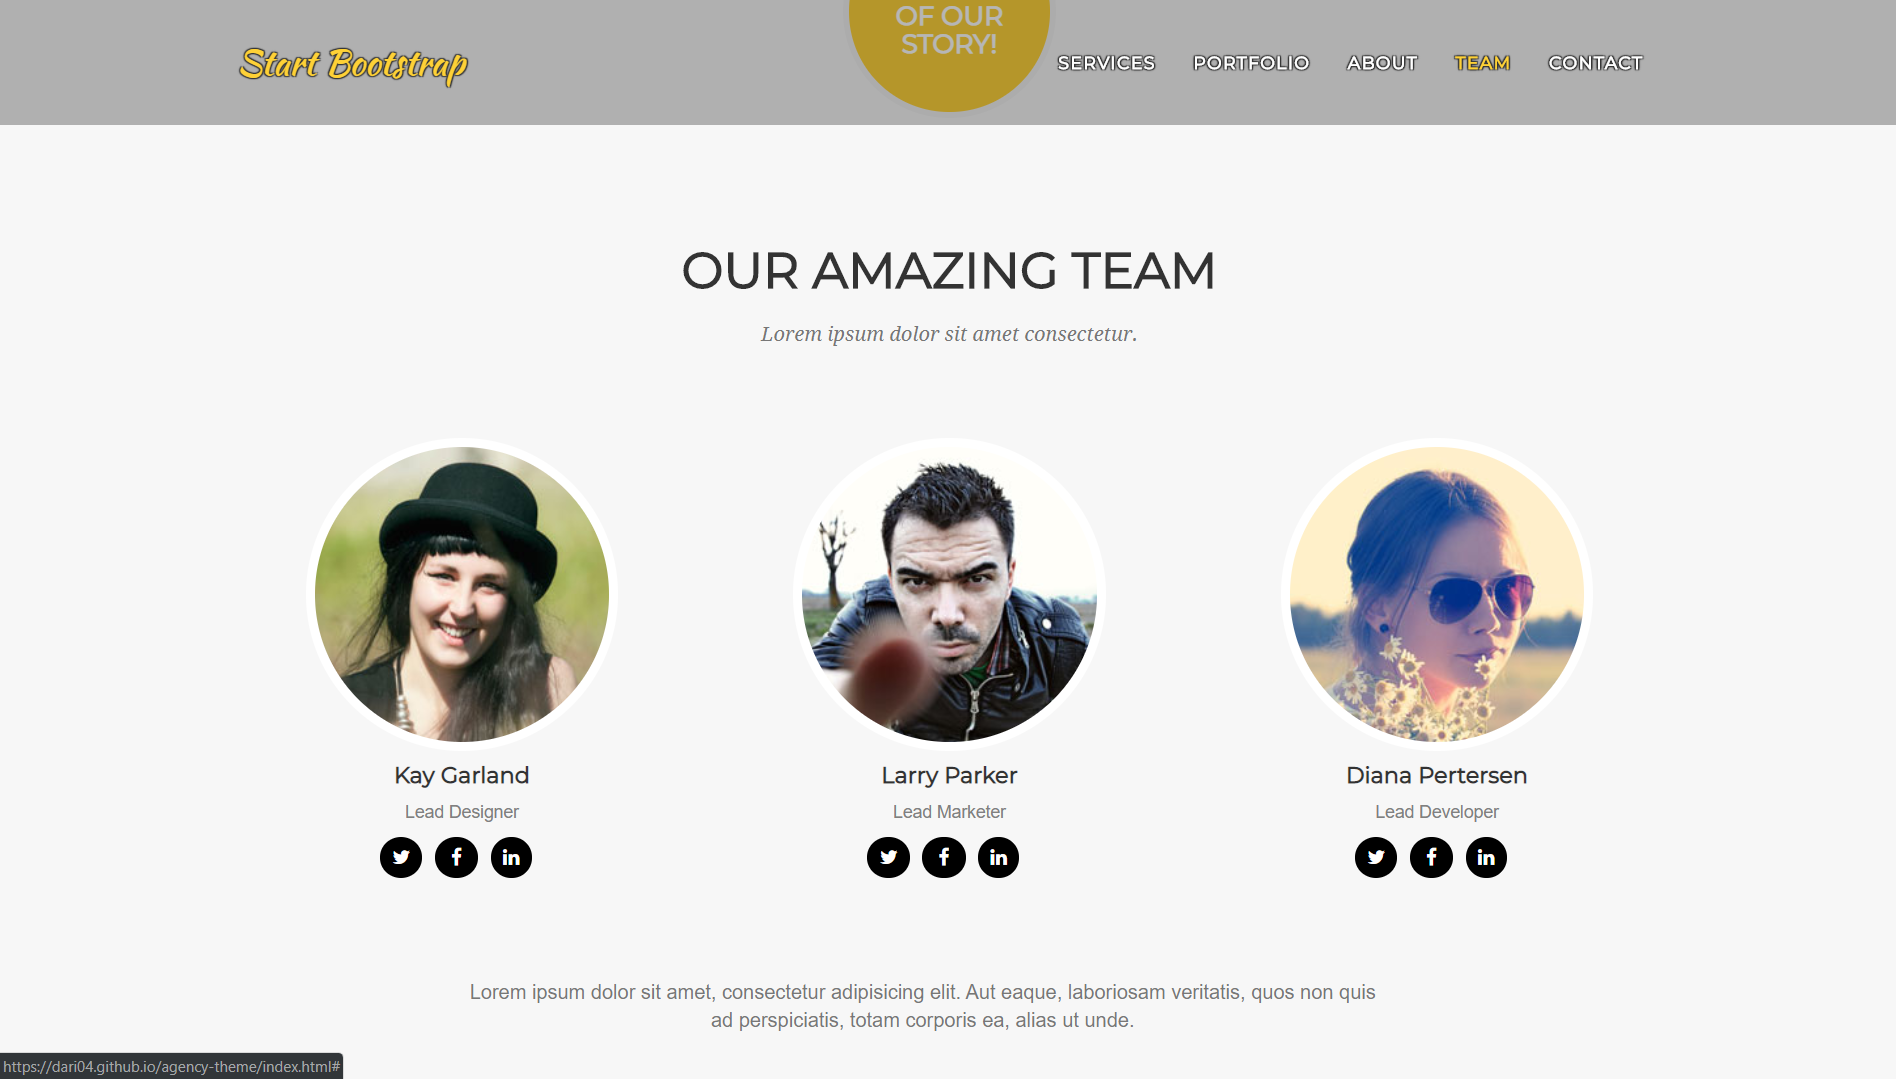 OF OUR
STORY!
Start Bootstrap
SERVICES PORTFOLIO ABOUT TEAM CONTACT
OUR AMAZING TEAM
Lorem ipsum dolor sit amet consectetur.
Kay Garland
Lead Designer
Larry Parker
Lead Marketer
Diana Pertersen
Lead Developer
Lorem ipsum dolor sit amet, consectetur adipisicing elit. Aut eaque, laboriosam veritatis, quos non quis
ad perspiciatis, totam corporis ea, alias ut unde.
https://dari04.github.io/agency-theme/index.html#